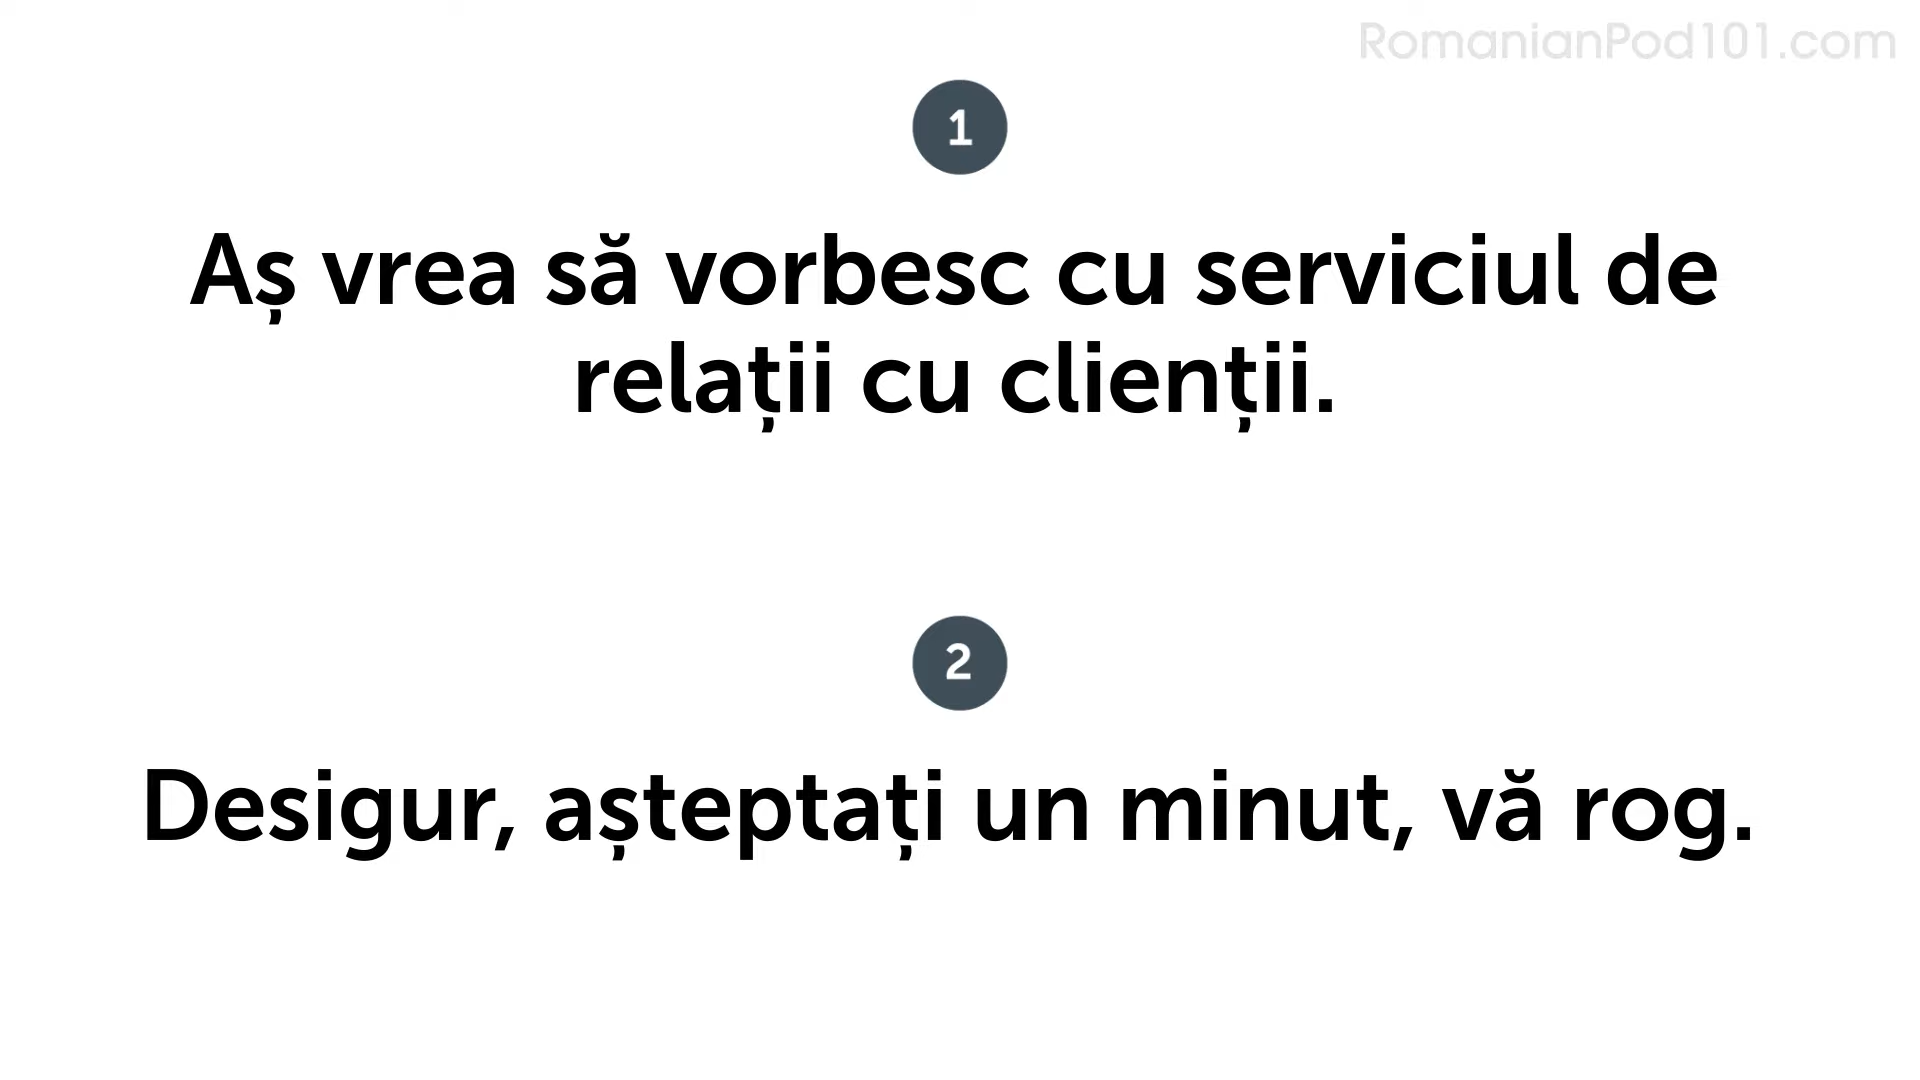 RomanianPod101.com
1
Aș vrea să vorbesc cu serviciul de
relații cu clienții.
2
Desigur, așteptați un minut, vă rog.